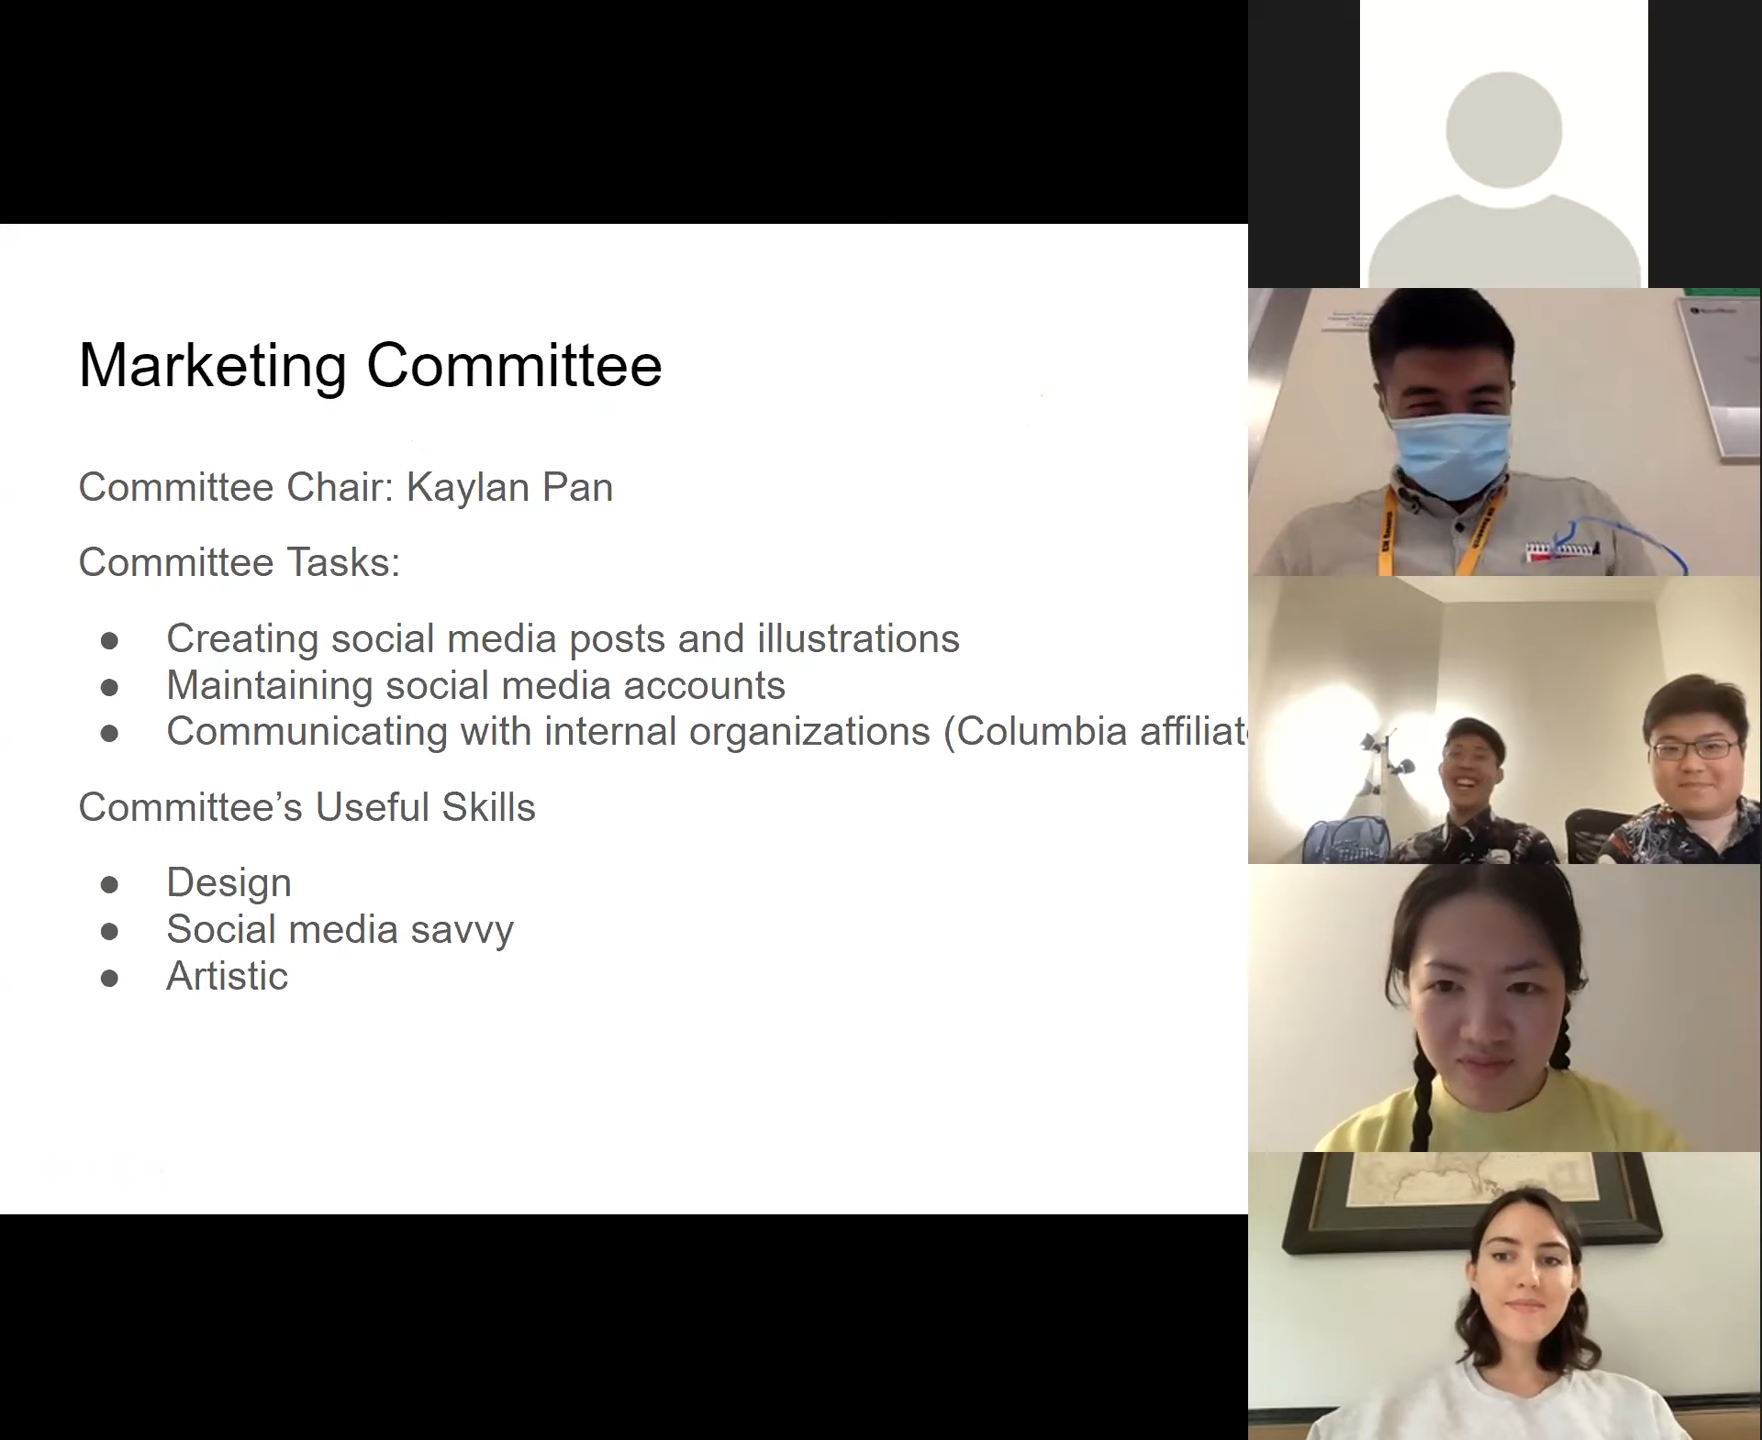 Marketing Committee
Committee Chair: Kaylan Pan
Committee Tasks:
● Creating social media posts and illustrations
● Maintaining social media accounts
● Communicating with internal organizations (Columbia affiliat
Committee’s Useful Skills
● Design
● Social media savvy
● Artistic